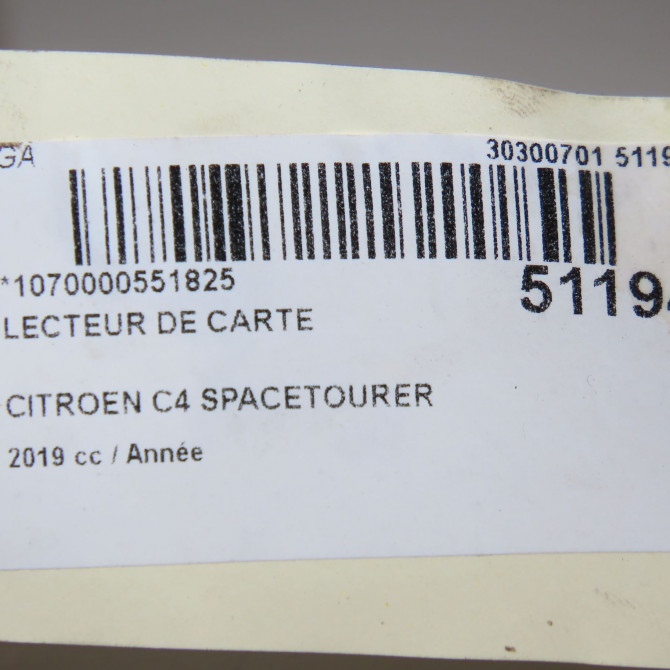 GA
30300701 5119
*1070000551825
5119
LECTEUR DE CARTE
CITROEN C4 SPACETOURER
2019 cc / Année